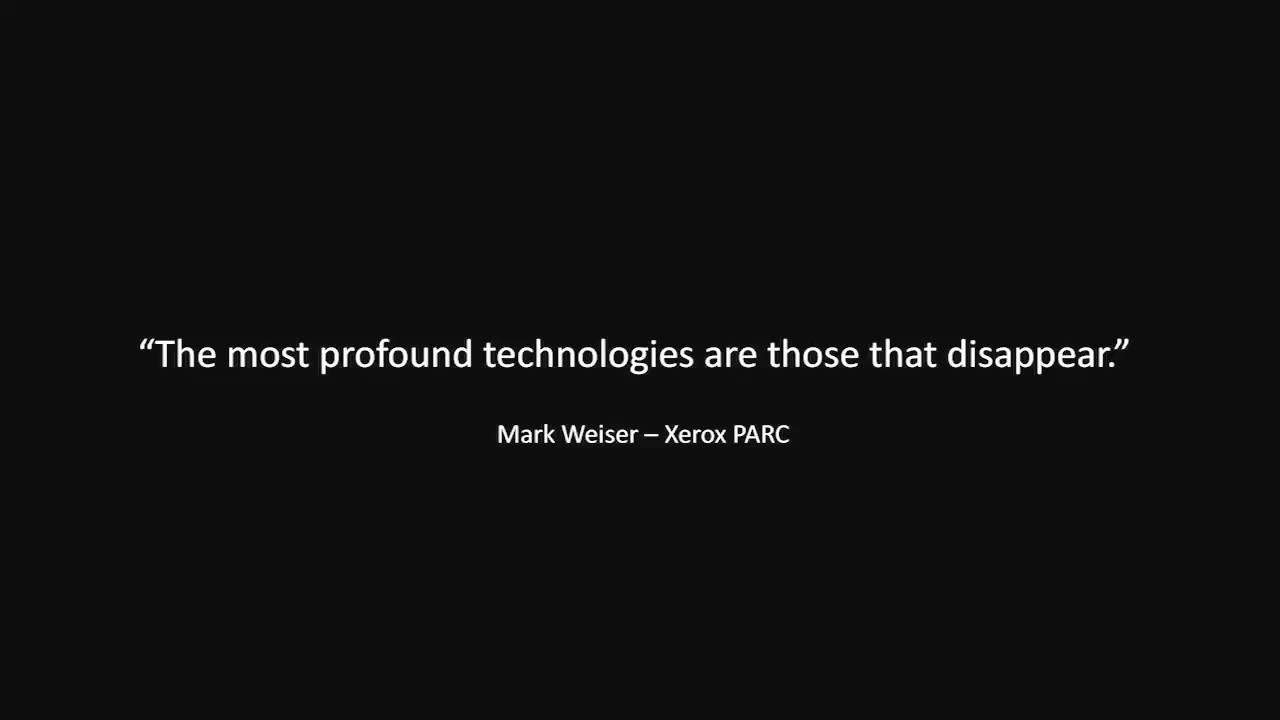 “The most profound technologies are those that disappear.”
Mark Weiser – Xerox PARC